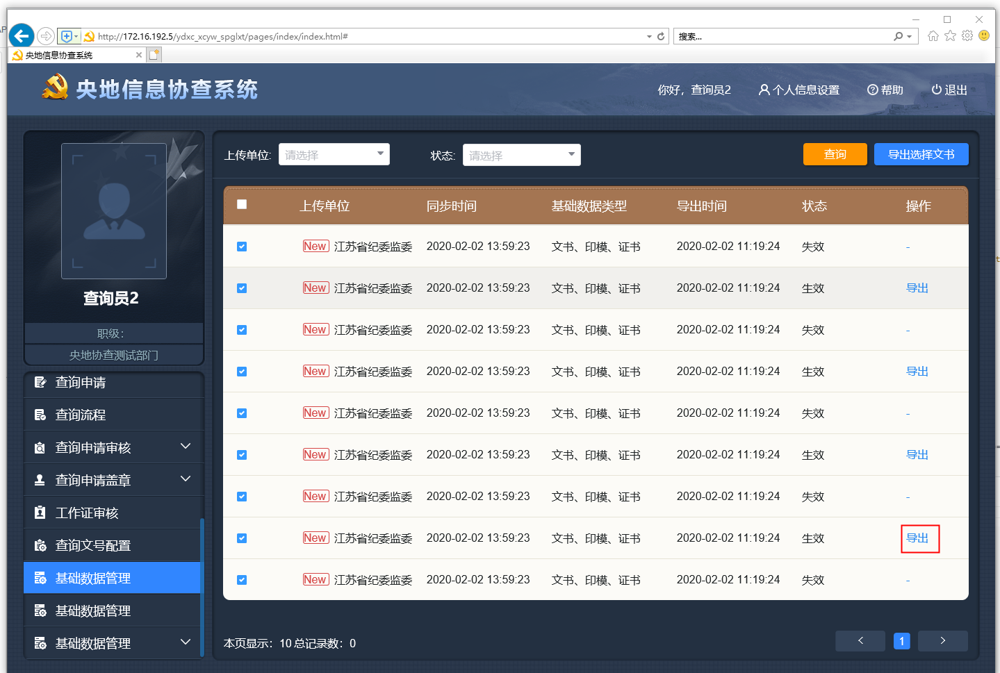 http://172.16.192.5/ydxc_xcyw_spglxt/pages/index/index.html#
搜索...
央地信息协查系统
央地信息协查系统
你好，查询员2
个人信息设置
帮助
退出
查询员2
职级：
央地协查测试部门
查询申请
查询流程
查询申请审核
查询申请盖章
工作证审核
查询文号配置
基础数据管理
基础数据管理
基础数据管理
上传单位: 请选择 状态: 请选择 查询 导出选择文书
上传单位 同步时间 基础数据类型 导出时间 状态 操作
New 江苏省纪委监委 2020-02-02 13:59:23 文书、印模、证书 2020-02-02 11:19:24 失效 -
New 江苏省纪委监委 2020-02-02 13:59:23 文书、印模、证书 2020-02-02 11:19:24 生效 导出
New 江苏省纪委监委 2020-02-02 13:59:23 文书、印模、证书 2020-02-02 11:19:24 失效 -
New 江苏省纪委监委 2020-02-02 13:59:23 文书、印模、证书 2020-02-02 11:19:24 生效 导出
New 江苏省纪委监委 2020-02-02 13:59:23 文书、印模、证书 2020-02-02 11:19:24 失效 -
New 江苏省纪委监委 2020-02-02 13:59:23 文书、印模、证书 2020-02-02 11:19:24 生效 导出
New 江苏省纪委监委 2020-02-02 13:59:23 文书、印模、证书 2020-02-02 11:19:24 失效 -
New 江苏省纪委监委 2020-02-02 13:59:23 文书、印模、证书 2020-02-02 11:19:24 生效 导出
New 江苏省纪委监委 2020-02-02 13:59:23 文书、印模、证书 2020-02-02 11:19:24 失效 -
本页显示：10 总记录数：0
1